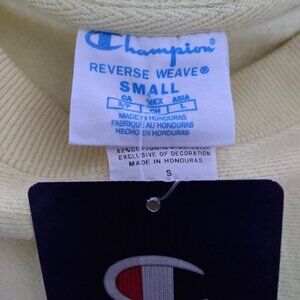 Champion
REVERSE WEAVE®
SMALL
CA MEX ASIA
S/P CH L
MADE IN HONDURAS
FABRIQUÉ AU HONDURAS
HECHO EN HONDURAS
EXCLUSIVE OF DECORATION
MADE IN HONDURAS
S